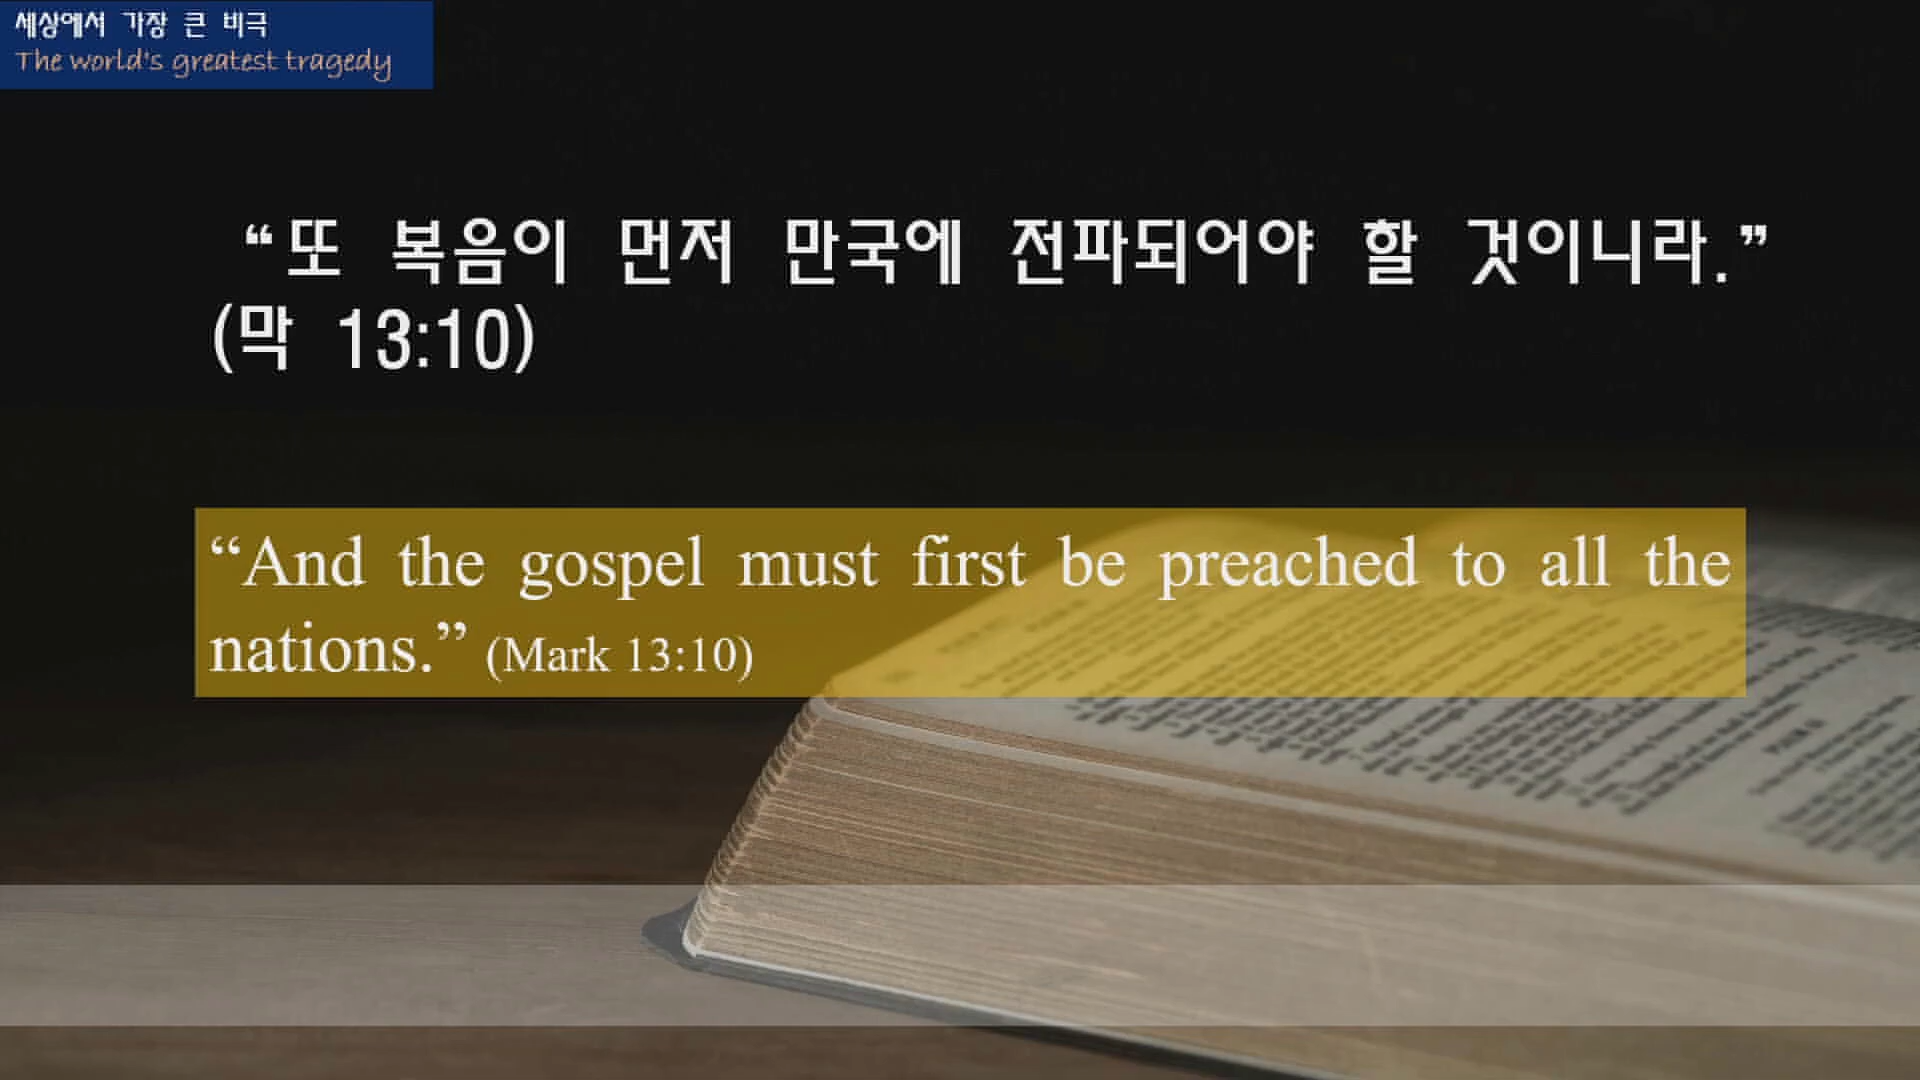 세상에서 가장 큰 비극
The world's greatest tragedy
“또 복음이 먼저 만국에 전파되어야 할 것이니라.”
(막 13:10)
“And the gospel must first be preached to all the
nations.” (Mark 13:10)